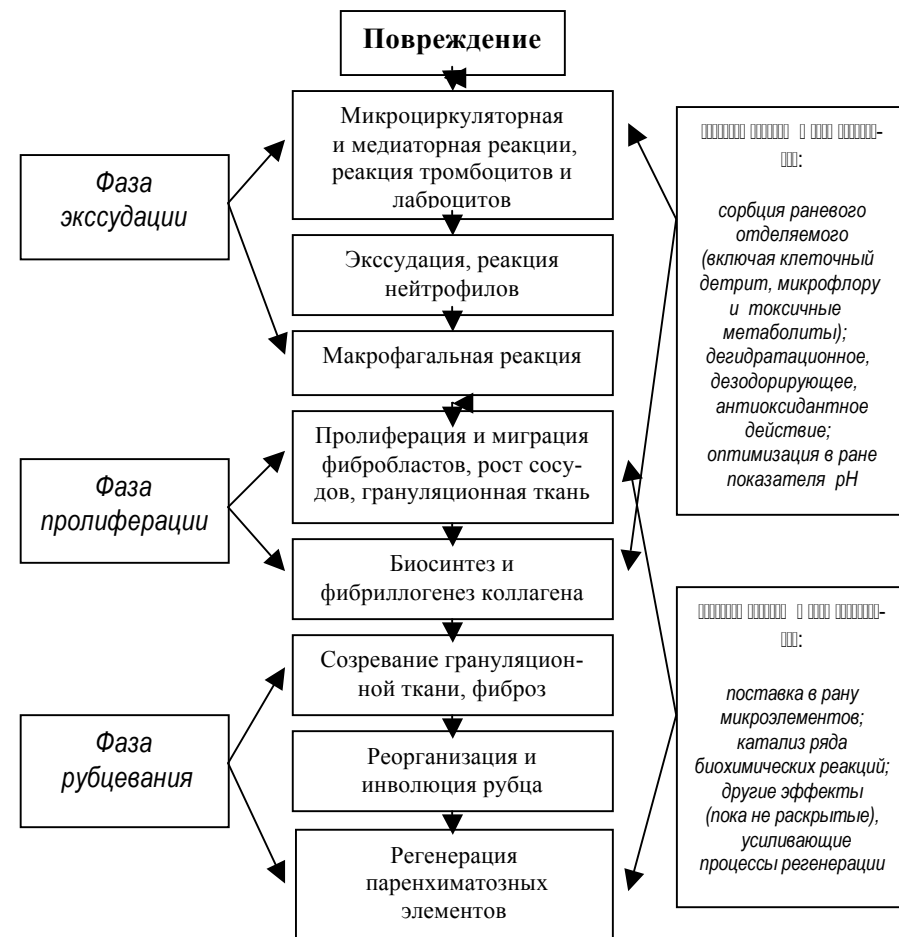 Повреждение
Микроциркуляторная
и медиаторная реакции,
реакция тромбоцитов и
лаброцитов
Экссудация, реакция
нейтрофилов
Макрофагальная реакция
Пролиферация и миграция
фибробластов, рост сосу-
дов, грануляционная ткань
Биосинтез и
фибриллогенез коллагена
Созревание грануляцион-
ной ткани, фиброз
Реорганизация и
инволюция рубца
Регенерация
паренхиматозных
элементов
Фаза
экссудации
Фаза
пролиферации
Фаза
рубцевания
сорбция раневого
отделяемого
(включая клеточный
детрит, микрофлору
и токсичные
метаболиты);
дегидратационное,
дезодорирующее,
антиоксидантное
действие;
оптимизация в ране
показателя pH
поставка в рану
микроэлементов;
катализ ряда
биохимических реакций;
другие эффекты
(пока не раскрытые),
усиливающие
процессы регенерации